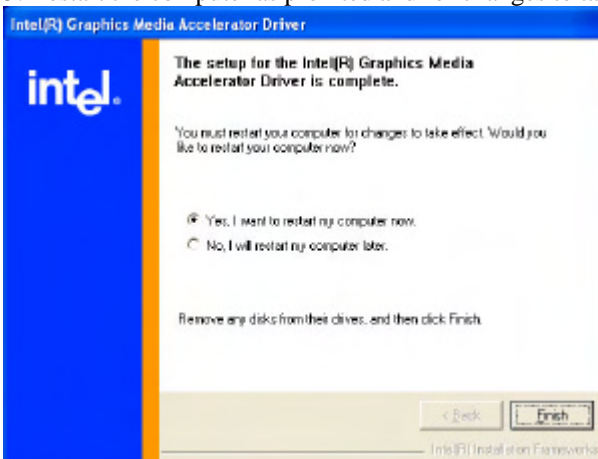 Intel(R) Graphics Media Accelerator Driver
intel.
The setup for the Intel(R) Graphics Media
Accelerator Driver is complete.
You must restart your computer for changes to take effect. Would you
like to restart your computer now?
Yes, I want to restart my computer now.
No, I will restart my computer later.
Remove any disks from their drives, and then click Finish.
< Back
Finish
Intel(R) Installation Frameworks